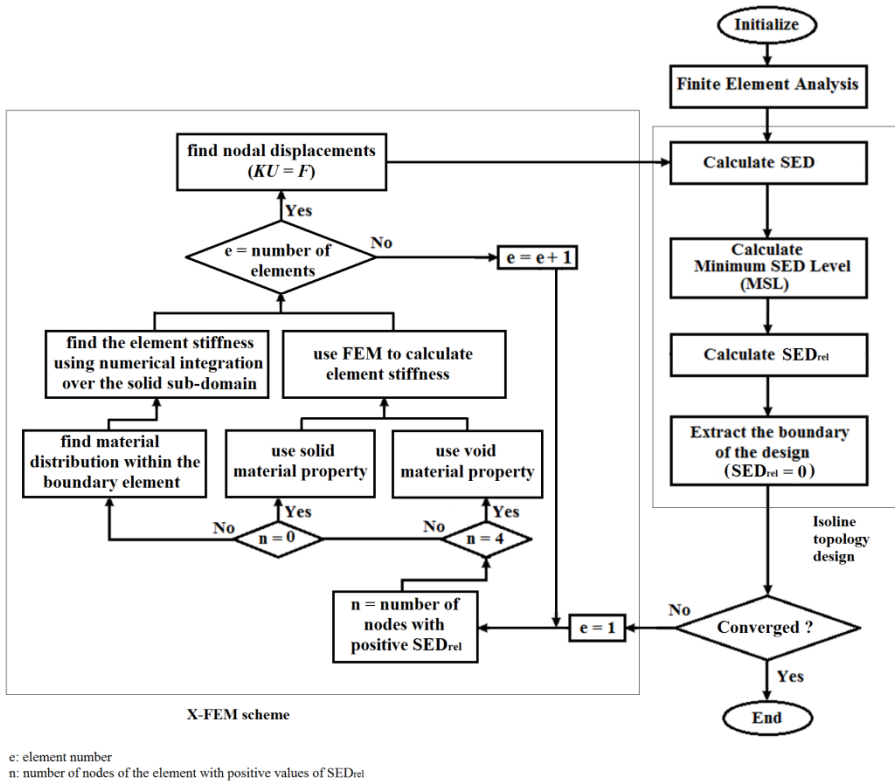 Initialize
Finite Element Analysis
find nodal displacements
(KU = F)
Calculate SED
Yes
e = number of
elements
No
e = e + 1
Calculate
Minimum SED Level
(MSL)
find the element stiffness
using numerical integration
over the solid sub-domain
use FEM to calculate
element stiffness
Calculate SEDrel
find material
distribution within the
boundary element
use solid
material property
use void
material property
Extract the boundary
of the design
(SEDrel = 0)
No
Yes
Yes
n = 0
No
n = 4
Isoline
topology
design
n = number of
nodes with
positive SEDrel
e = 1
No
Converged ?
Yes
X-FEM scheme
End
e: element number
n: number of nodes of the element with positive values of SEDrel